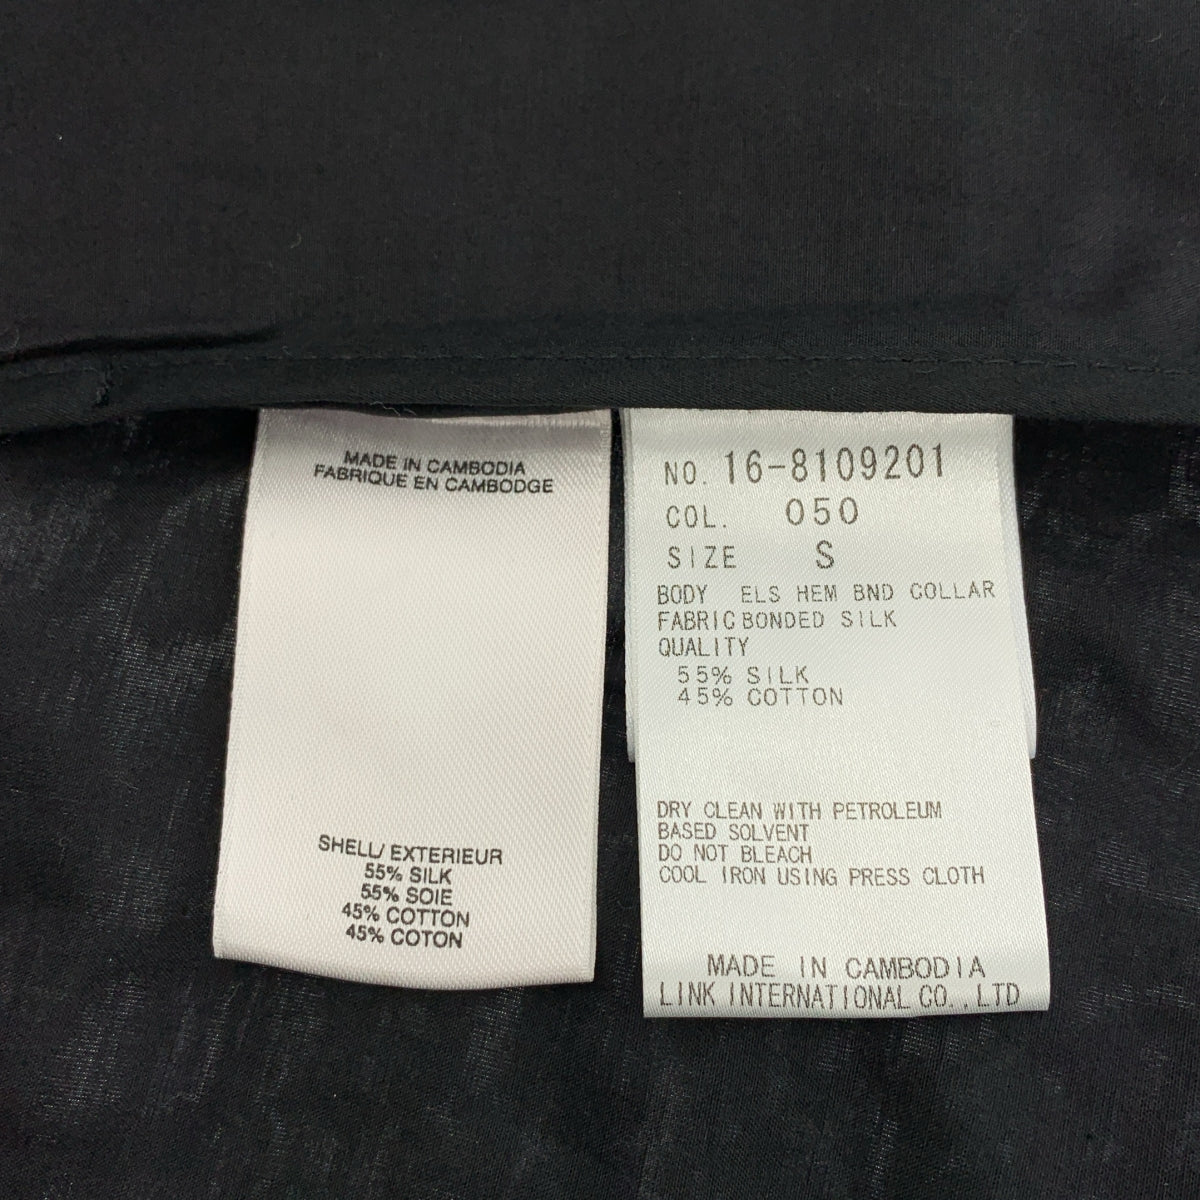 MADE IN CAMBODIA
FABRIQUE EN CAMBODGE
SHELL/ EXTERIEUR
55% SILK
55% SOIE
45% COTTON
45% COTON
NO. 16-8109201
COL. 050
SIZE S
BODY ELS HEM BND COLLAR
FABRIC BONDED SILK
QUALITY
55% SILK
45% COTTON
DRY CLEAN WITH PETROLEUM
BASED SOLVENT
DO NOT BLEACH
COOL IRON USING PRESS CLOTH
MADE IN CAMBODIA
LINK INTERNATIONAL CO.,LTD